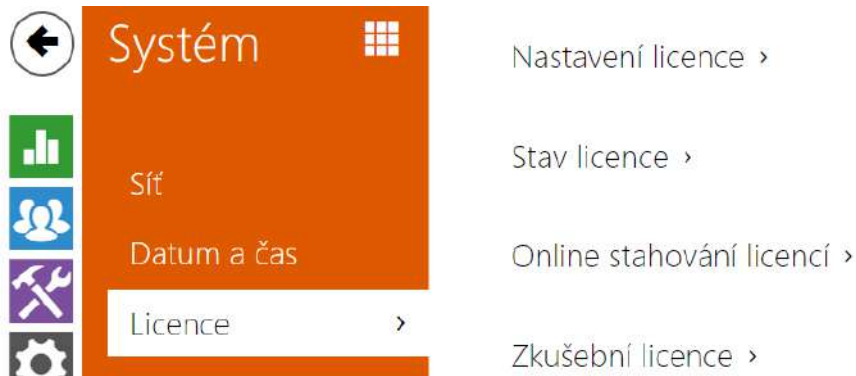 Systém
Síť
Datum a čas
Licence ›
Nastavení licence ›
Stav licence ›
Online stahování licencí ›
Zkušební licence ›